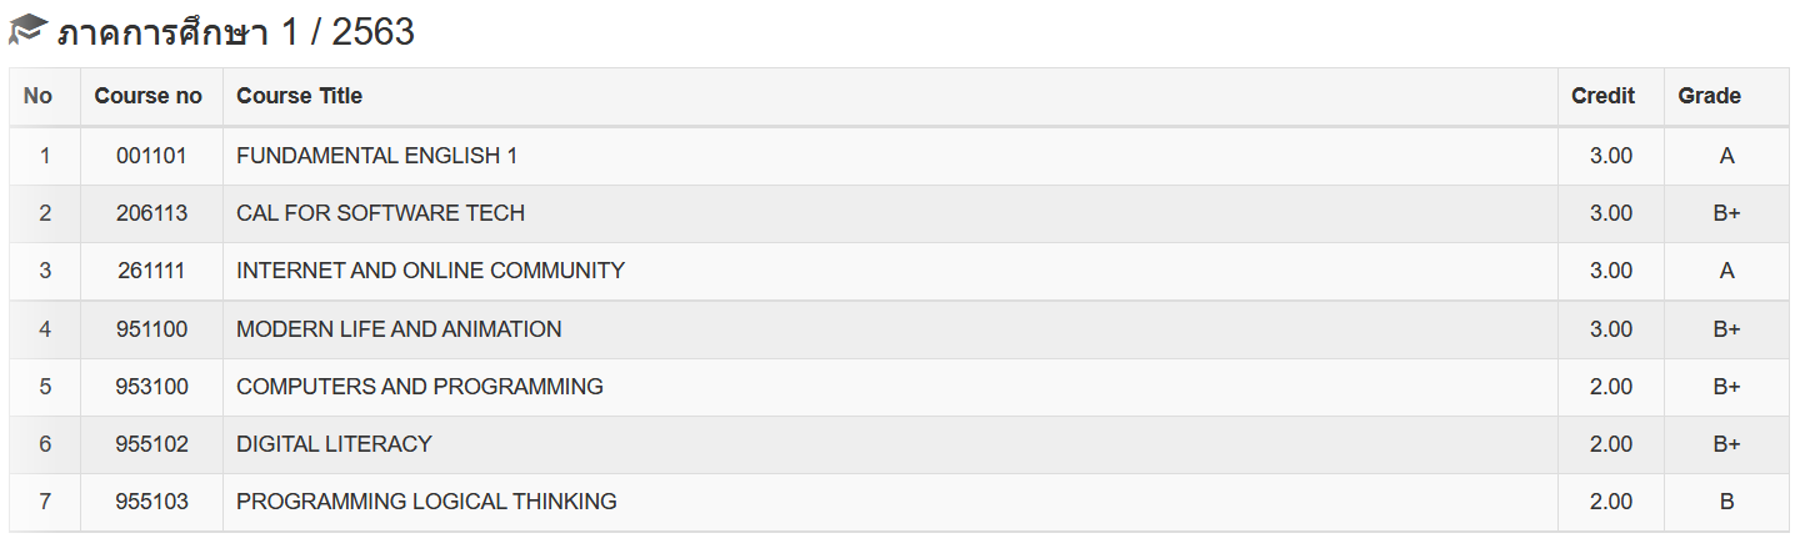 ภาคการศึกษา 1 / 2563
No Course no Course Title Credit Grade
1 001101 FUNDAMENTAL ENGLISH 1 3.00 A
2 206113 CAL FOR SOFTWARE TECH 3.00 B+
3 261111 INTERNET AND ONLINE COMMUNITY 3.00 A
4 951100 MODERN LIFE AND ANIMATION 3.00 B+
5 953100 COMPUTERS AND PROGRAMMING 2.00 B+
6 955102 DIGITAL LITERACY 2.00 B+
7 955103 PROGRAMMING LOGICAL THINKING 2.00 B